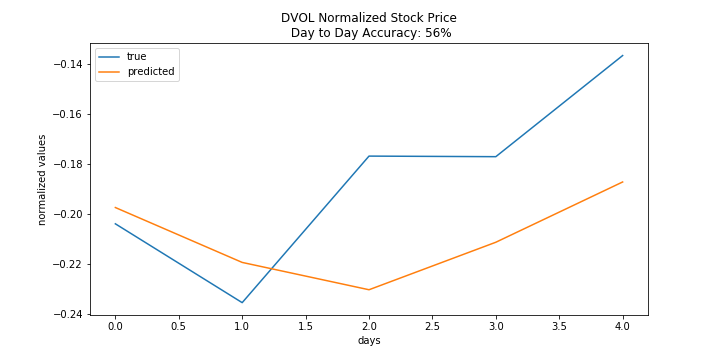 DVOL Normalized Stock Price
Day to Day Accuracy: 56%
true
predicted
normalized values
−0.14
−0.16
−0.18
−0.20
−0.22
−0.24
0.0 0.5 1.0 1.5 2.0 2.5 3.0 3.5 4.0
days